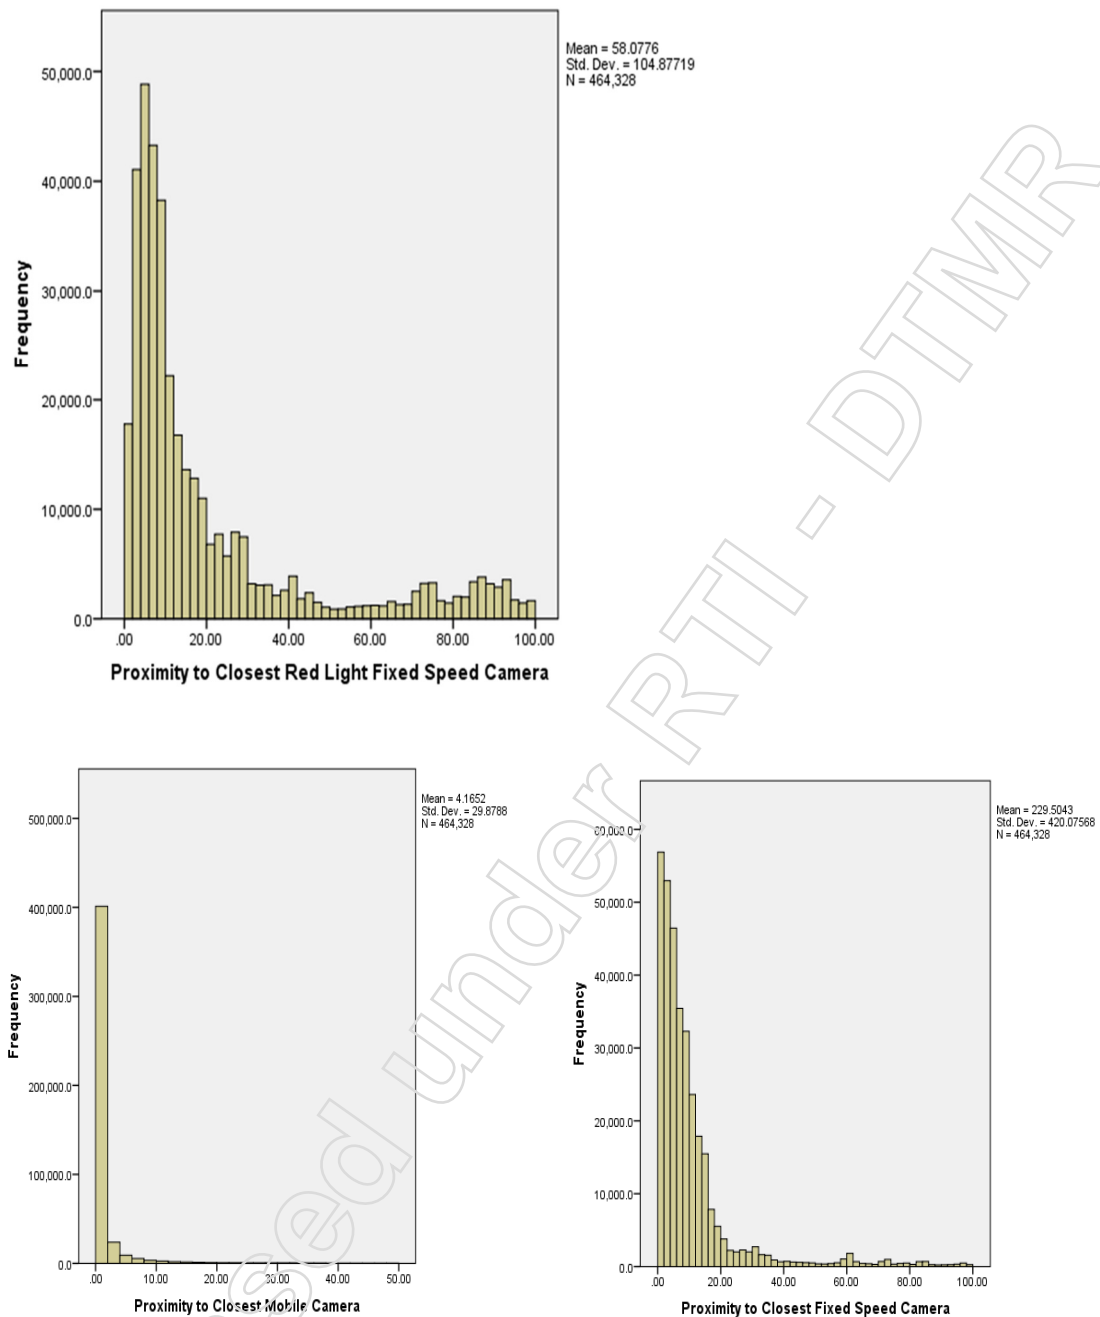 Mean = 58.0776
Std. Dev. = 104.87719
N = 464,328
50,000.0
40,000.0
30,000.0
20,000.0
10,000.0
0.0
Frequency
.00 20.00 40.00 60.00 80.00 100.00
Proximity to Closest Red Light Fixed Speed Camera
Mean = 4.1652
Std. Dev. = 29.8788
N = 464,328
500,000.0
400,000.0
300,000.0
200,000.0
100,000.0
0.0
Frequency
.00 10.00 20.00 30.00 40.00 50.00
Proximity to Closest Mobile Camera
Mean = 229.5043
Std. Dev. = 420.07568
N = 464,328
60,000.0
50,000.0
40,000.0
30,000.0
20,000.0
10,000.0
0.0
Frequency
.00 20.00 40.00 60.00 80.00 100.00
Proximity to Closest Fixed Speed Camera
sed under RTI - DTMR